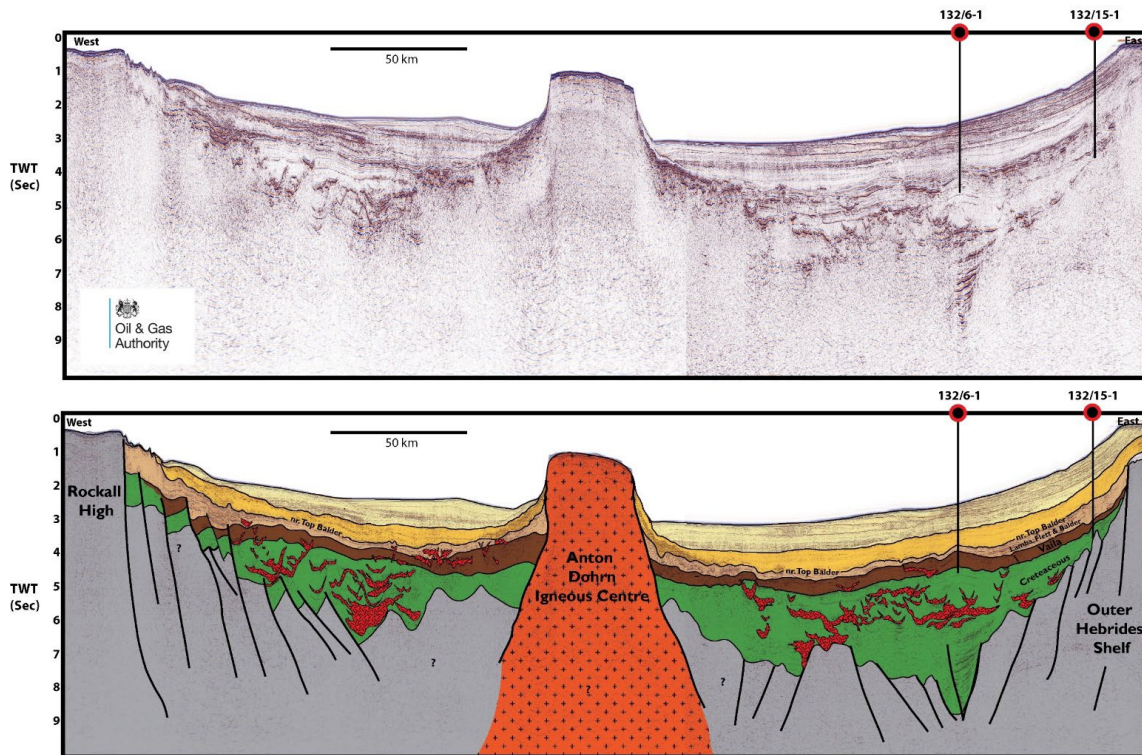 132/6-1
132/15-1
0
West
East
50 km
1
2
3
TWT
(Sec)
4
5
6
7
8
9
Oil & Gas
Authority
132/6-1
132/15-1
0
West
East
50 km
1
2
3
TWT
(Sec)
4
5
6
7
8
9
Rockall
High
?
nr. Top Balder
?
Anton
Dohrn
Igneous Centre
?
nr. Top Balder
?
nr. Top Balder
Lamba, Flett & Balder
Vaila
Cretaceous
Outer
Hebrides
Shelf